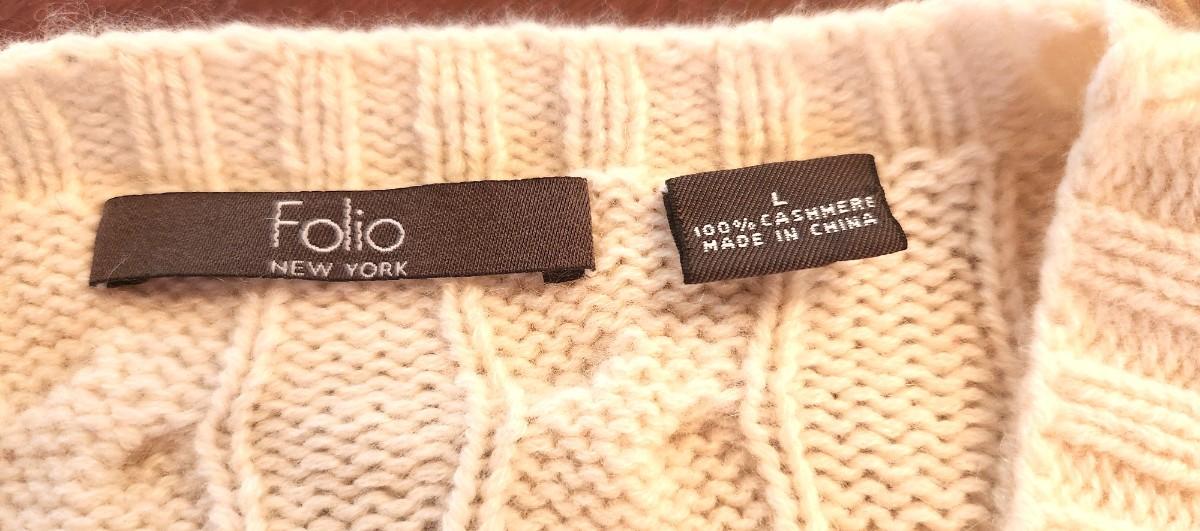 Folio
NEW YORK
L
100% CASHMERE
MADE IN CHINA